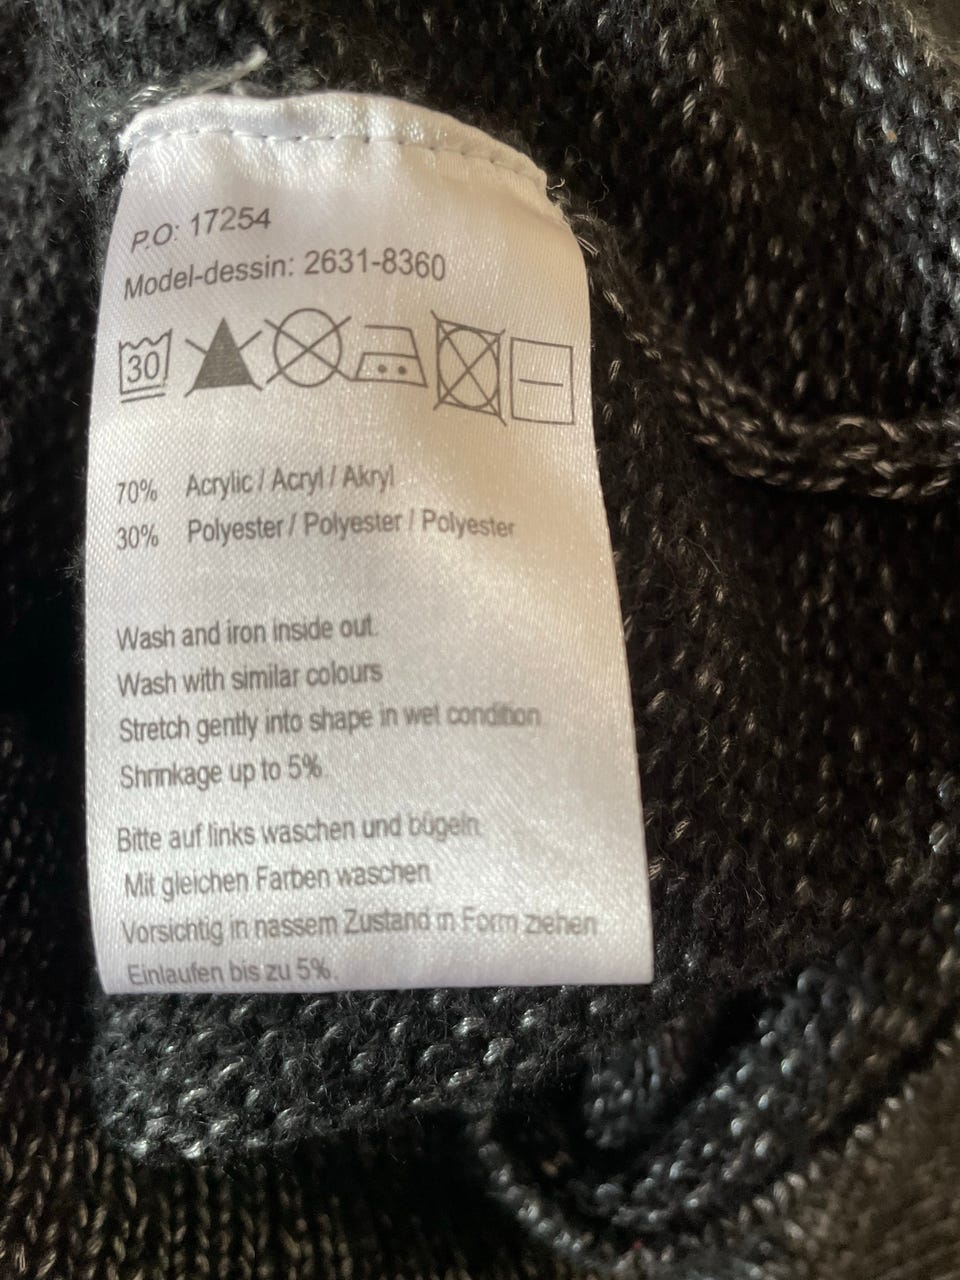 P.O: 17254
Model-dessin: 2631-8360
30
70% Acrylic / Acryl / Akryl
30% Polyester / Polyester / Polyester
Wash and iron inside out.
Wash with similar colours
Stretch gently into shape in wet condition
Shrinkage up to 5%.
Bitte auf links waschen und bügeln
Mit gleichen Farben waschen
Vorsichtig in nassem Zustand in Form ziehen
Einlaufen bis zu 5%.